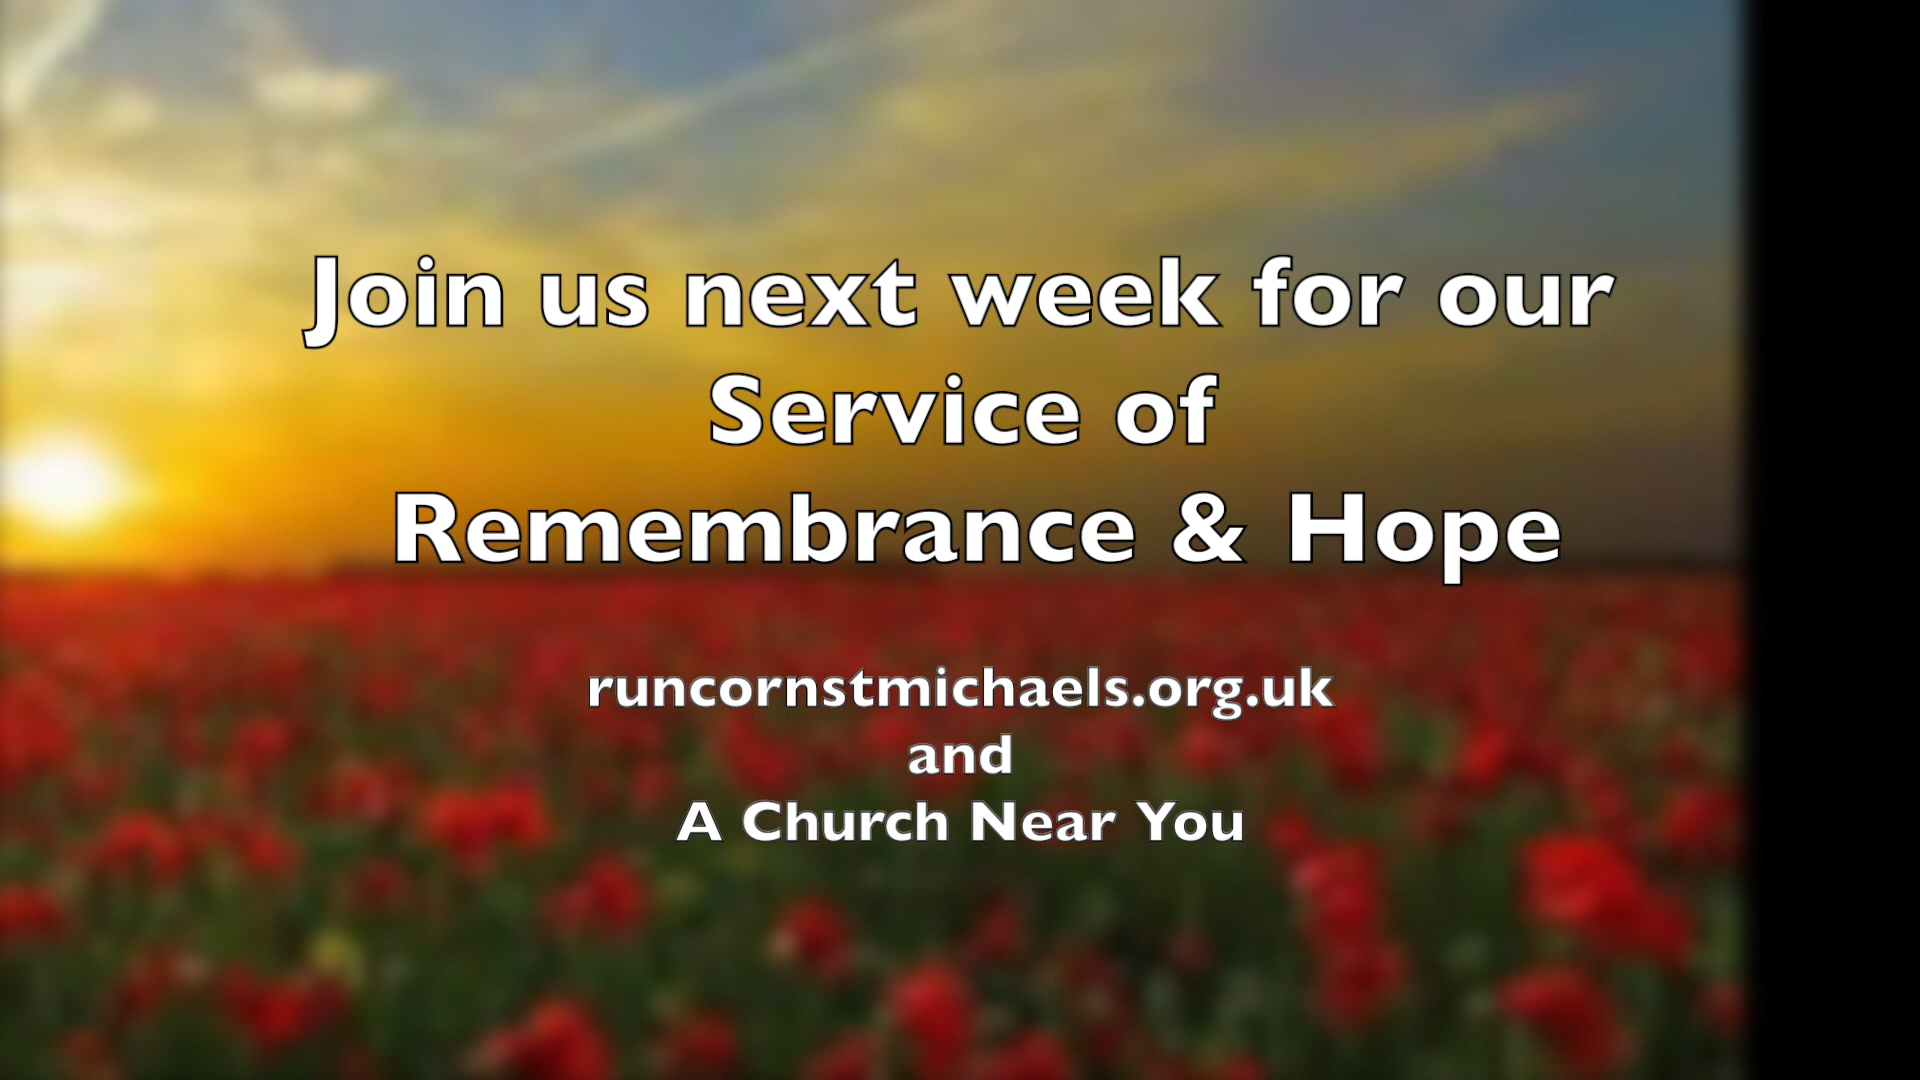 Join us next week for our
Service of
Remembrance & Hope
runcornstmichaels.org.uk
and
A Church Near You